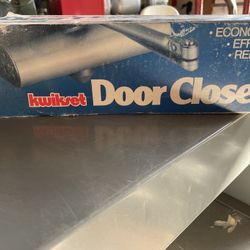 · ECONO
· EFF
· RE
kwikset Door Close